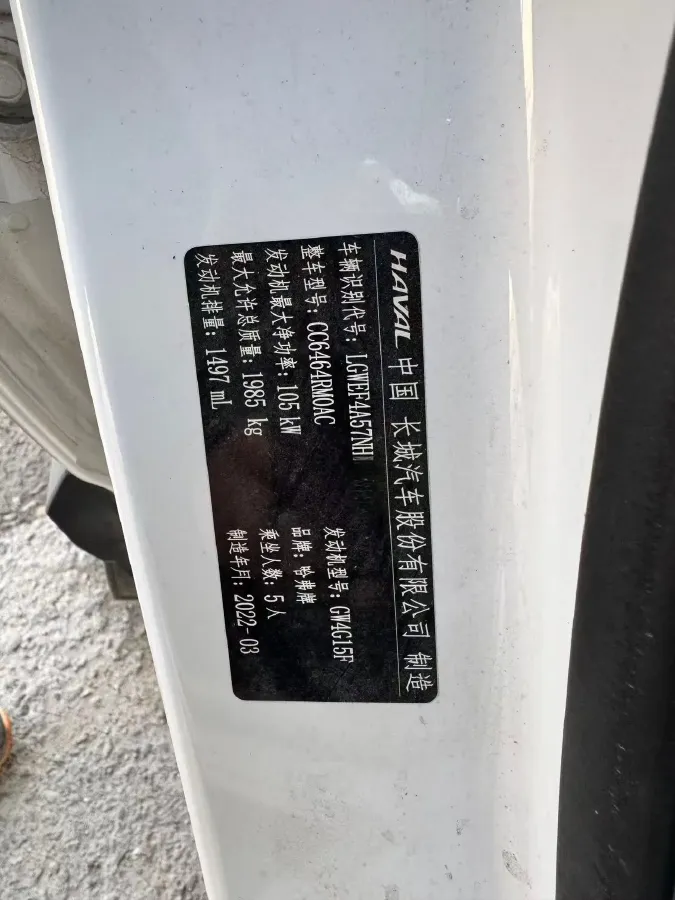 HAVAL 中国 长城汽车股份有限公司 制造
车辆识别代号: LGWEF4A57NH
发动机型号: GW4G15F
整车型号: CC6464RM0AC
品牌: 哈弗牌
发动机最大净功率: 105 kW
乘坐人数: 5人
最大允许总质量: 1985 kg
制造年月: 2022-03
发动机排量: 1497 mL